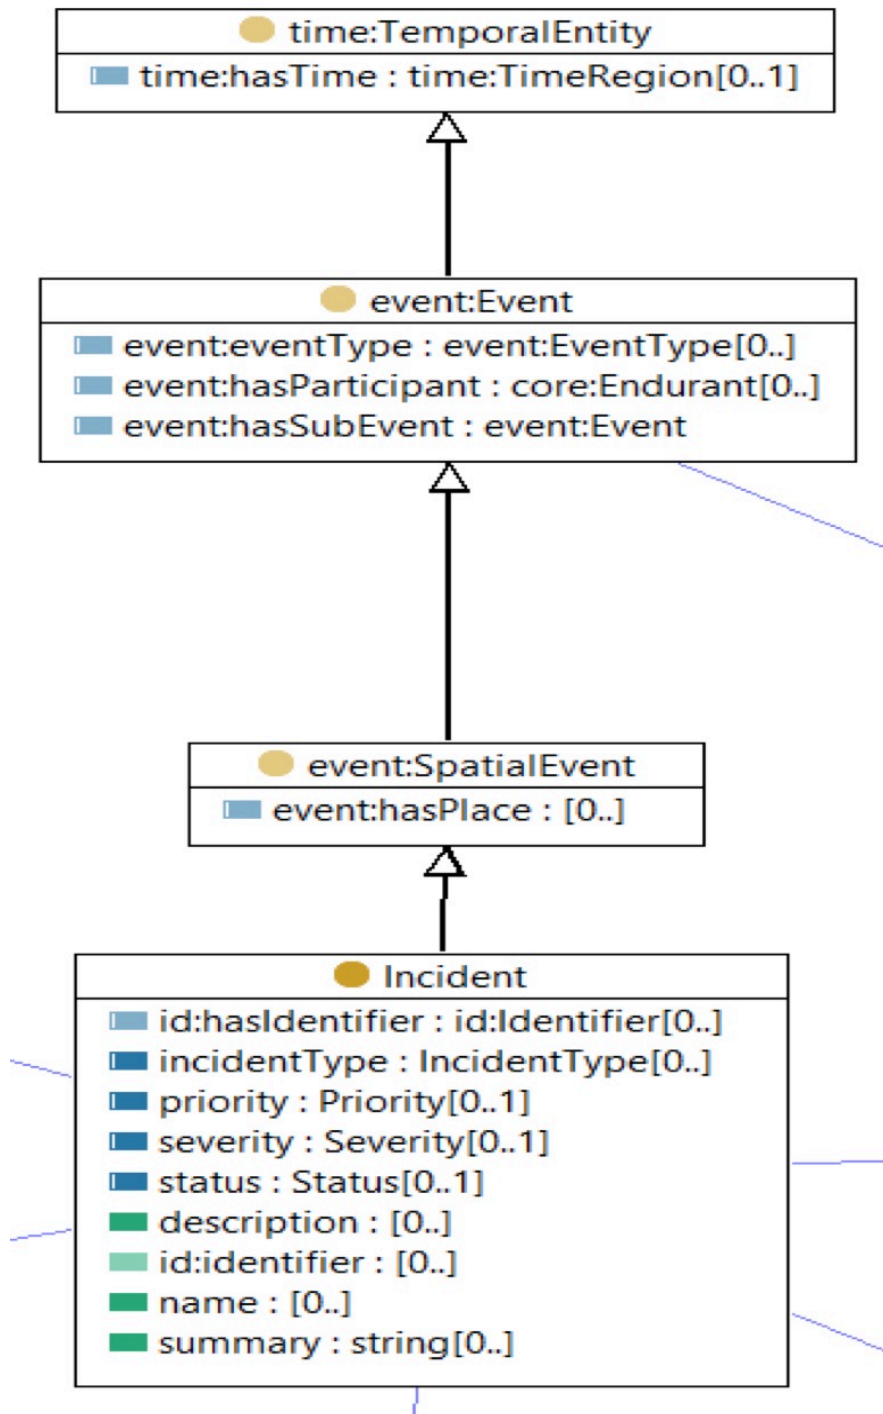 time:TemporalEntity
time:hasTime : time:TimeRegion[0..1]
event:Event
event:eventType : event:EventType[0..]
event:hasParticipant : core:Endurant[0..]
event:hasSubEvent : event:Event
event:SpatialEvent
event:hasPlace : [0..]
Incident
id:hasIdentifier : id:Identifier[0..]
incidentType : IncidentType[0..]
priority : Priority[0..1]
severity : Severity[0..1]
status : Status[0..1]
description : [0..]
id:identifier : [0..]
name : [0..]
summary : string[0..]